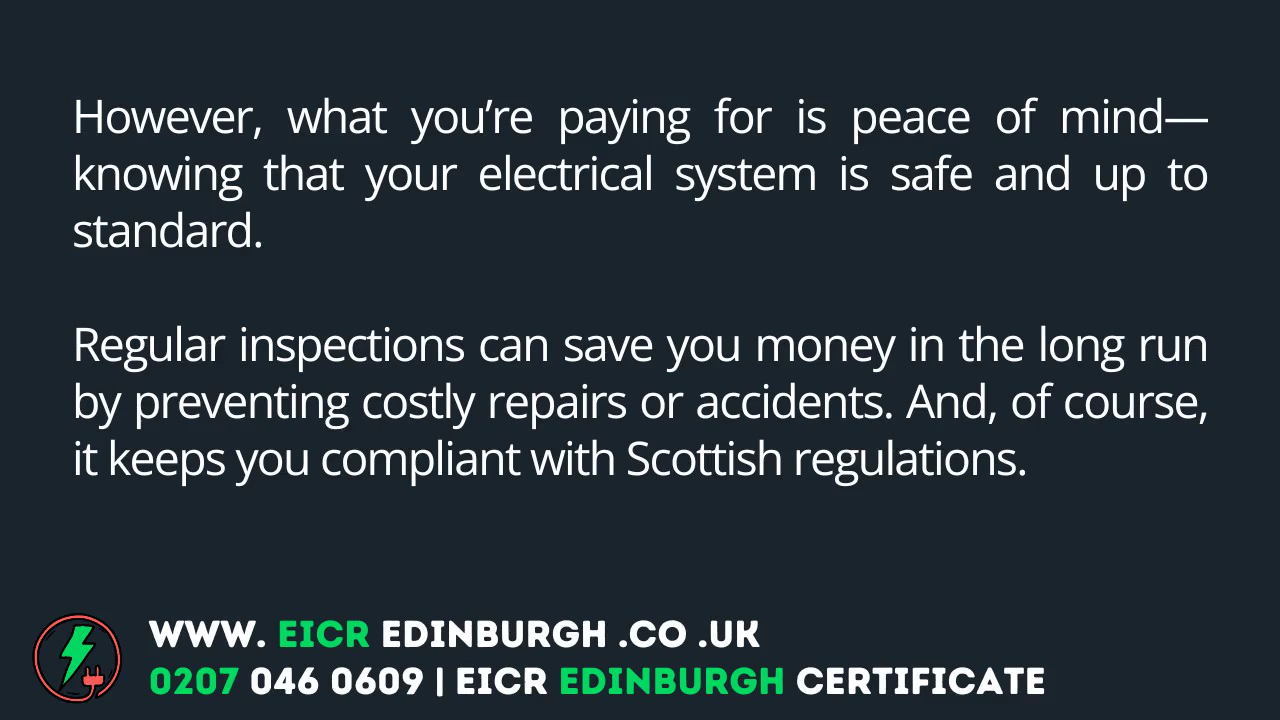 However, what you’re paying for is peace of mind—
knowing that your electrical system is safe and up to
standard.
Regular inspections can save you money in the long run
by preventing costly repairs or accidents. And, of course,
it keeps you compliant with Scottish regulations.
WWW. EICR EDINBURGH .CO .UK
0207 046 0609 | EICR EDINBURGH CERTIFICATE